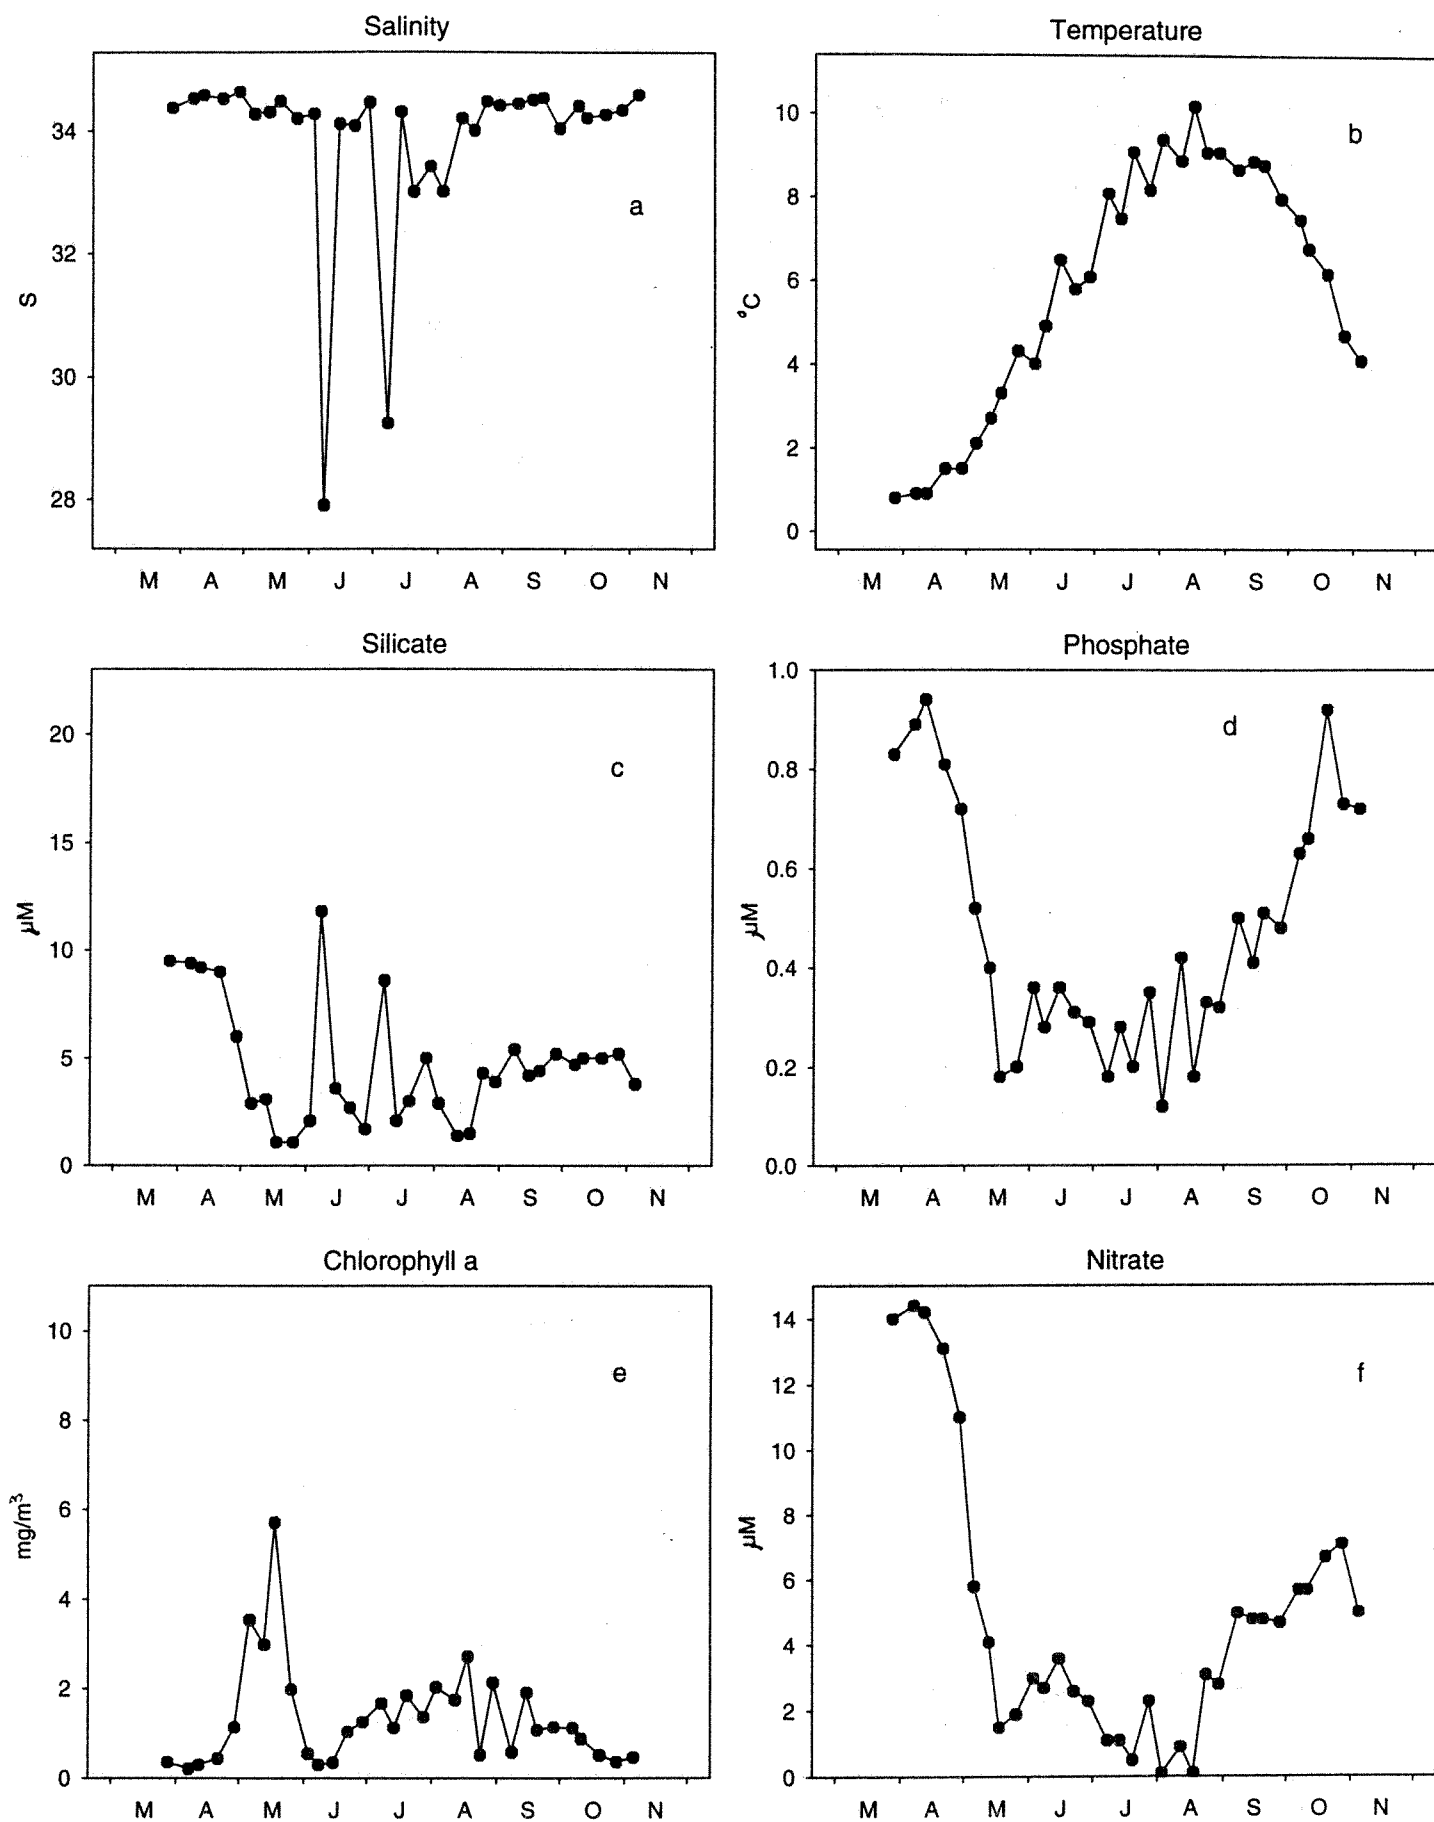 Salinity
34
32
30
28
S
a
M A M J J A S O N
Temperature
10
8
6
4
2
0
°C
b
M A M J J A S O N
Silicate
20
15
10
5
0
µM
c
M A M J J A S O N
Phosphate
1.0
0.8
0.6
0.4
0.2
0.0
µM
d
M A M J J A S O N
Chlorophyll a
10
8
6
4
2
0
mg/m³
e
M A M J J A S O N
Nitrate
14
12
10
8
6
4
2
0
µM
f
M A M J J A S O N